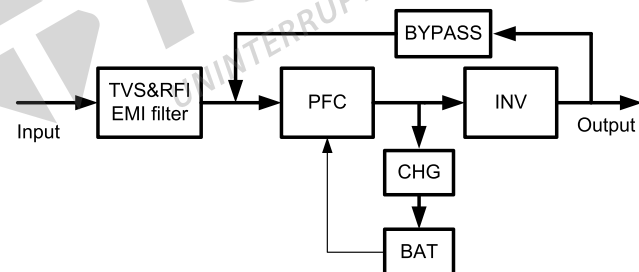 BYPASS
TVS&RFI
EMI filter
PFC
INV
Input
Output
CHG
BAT